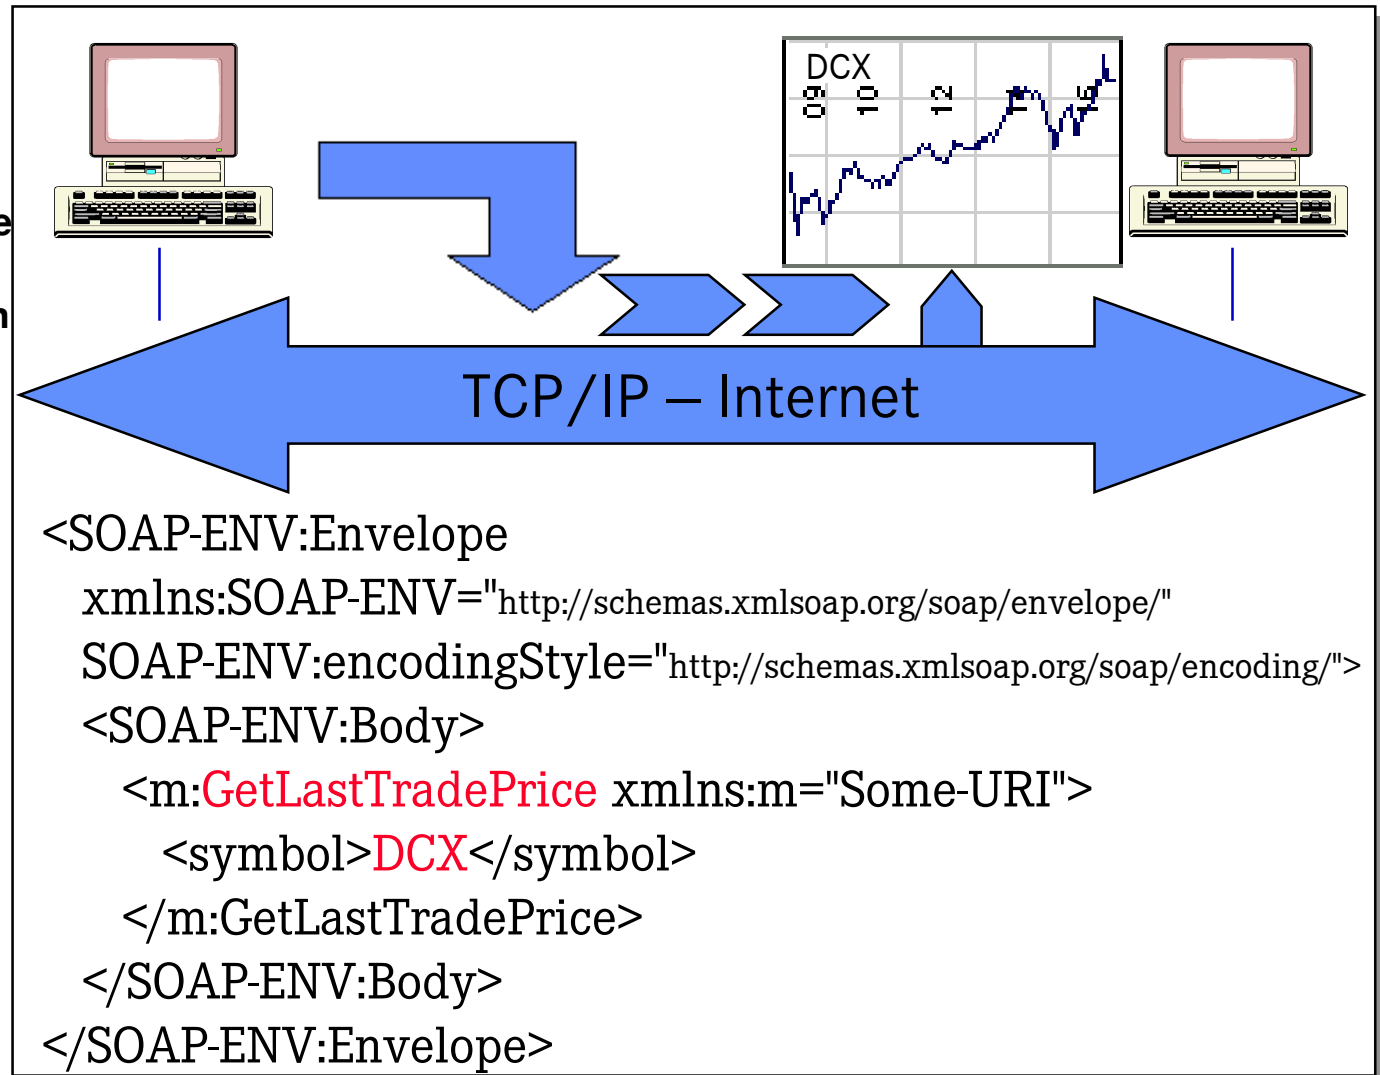 DCX
09 10 12 14 15
e
n
TCP/IP – Internet
<SOAP-ENV:Envelope
xmlns:SOAP-ENV="http://schemas.xmlsoap.org/soap/envelope/"
SOAP-ENV:encodingStyle="http://schemas.xmlsoap.org/soap/encoding/">
<SOAP-ENV:Body>
<m:GetLastTradePrice xmlns:m="Some-URI">
<symbol>DCX</symbol>
</m:GetLastTradePrice>
</SOAP-ENV:Body>
</SOAP-ENV:Envelope>